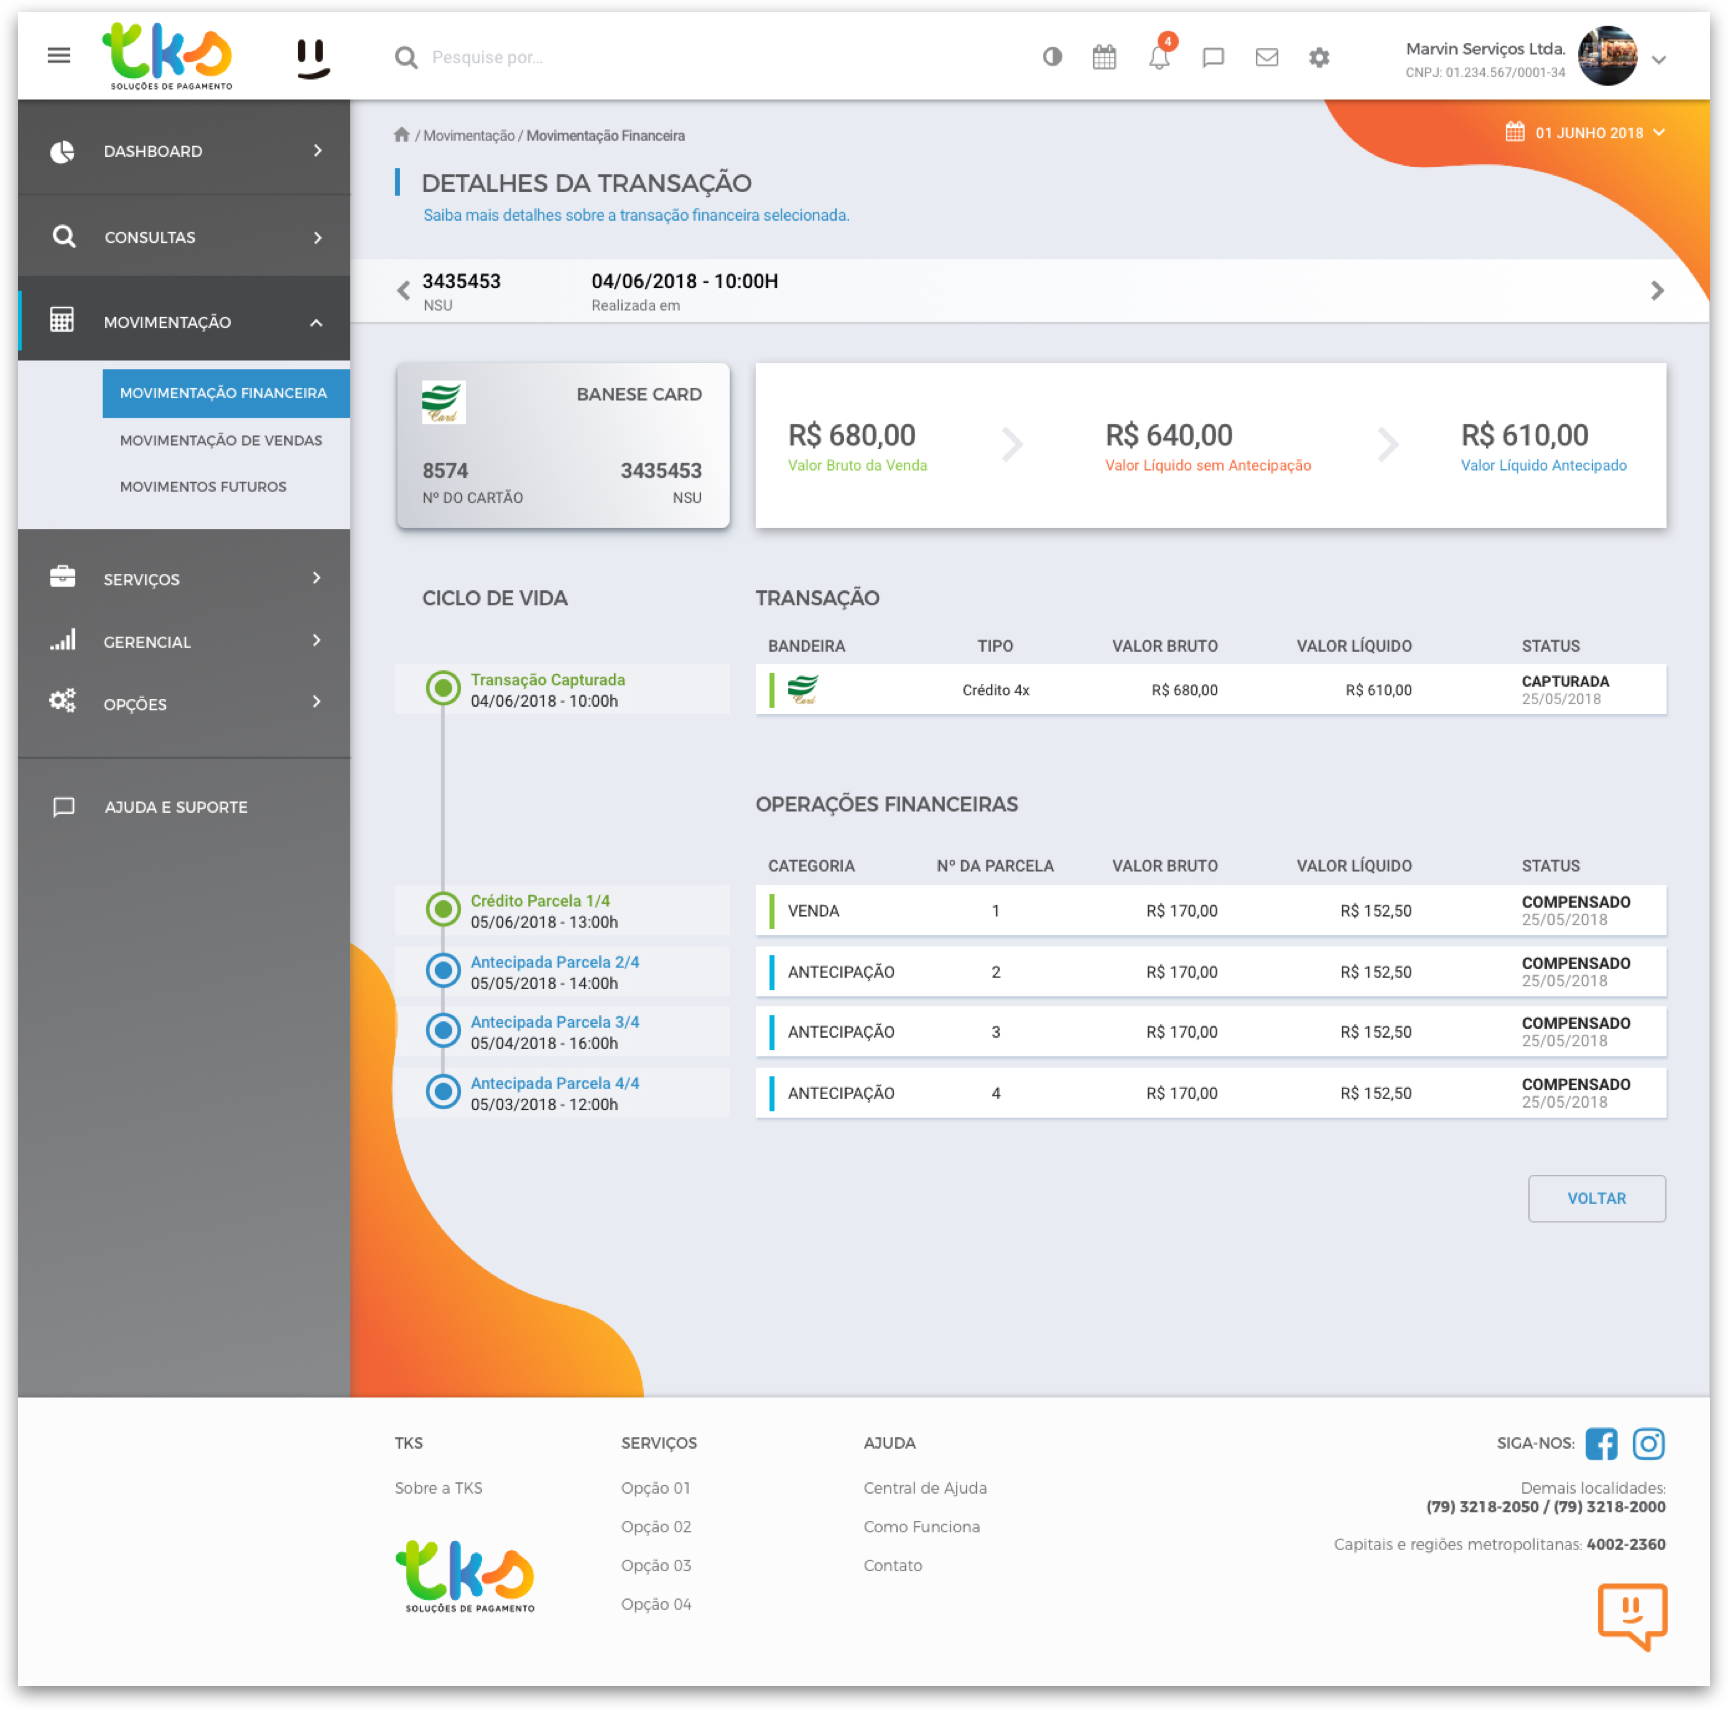 tks
SOLUÇÕES DE PAGAMENTO
Pesquise por...
4
Marvin Serviços Ltda.
CNPJ: 01.234.567/0001-34
DASHBOARD
CONSULTAS
MOVIMENTAÇÃO
MOVIMENTAÇÃO FINANCEIRA
MOVIMENTAÇÃO DE VENDAS
MOVIMENTOS FUTUROS
SERVIÇOS
GERENCIAL
OPÇÕES
AJUDA E SUPORTE
/ Movimentação / Movimentação Financeira
01 JUNHO 2018
DETALHES DA TRANSAÇÃO
Saiba mais detalhes sobre a transação financeira selecionada.
3435453 04/06/2018 - 10:00H
NSU Realizada em
Card
BANESE CARD
8574 3435453
Nº DO CARTÃO NSU
R$ 680,00 R$ 640,00 R$ 610,00
Valor Bruto da Venda Valor Líquido sem Antecipação Valor Líquido Antecipado
CICLO DE VIDA
Transação Capturada
04/06/2018 - 10:00h
Crédito Parcela 1/4
05/06/2018 - 13:00h
Antecipada Parcela 2/4
05/05/2018 - 14:00h
Antecipada Parcela 3/4
05/04/2018 - 16:00h
Antecipada Parcela 4/4
05/03/2018 - 12:00h
TRANSAÇÃO
BANDEIRA TIPO VALOR BRUTO VALOR LÍQUIDO STATUS
Card Crédito 4x R$ 680,00 R$ 610,00 CAPTURADA
25/05/2018
OPERAÇÕES FINANCEIRAS
CATEGORIA Nº DA PARCELA VALOR BRUTO VALOR LÍQUIDO STATUS
VENDA 1 R$ 170,00 R$ 152,50 COMPENSADO
25/05/2018
ANTECIPAÇÃO 2 R$ 170,00 R$ 152,50 COMPENSADO
25/05/2018
ANTECIPAÇÃO 3 R$ 170,00 R$ 152,50 COMPENSADO
25/05/2018
ANTECIPAÇÃO 4 R$ 170,00 R$ 152,50 COMPENSADO
25/05/2018
VOLTAR
TKS
Sobre a TKS
tks
SOLUÇÕES DE PAGAMENTO
SERVIÇOS
Opção 01
Opção 02
Opção 03
Opção 04
AJUDA
Central de Ajuda
Como Funciona
Contato
SIGA-NOS:
Demais localidades:
(79) 3218-2050 / (79) 3218-2000
Capitais e regiões metropolitanas: 4002-2360